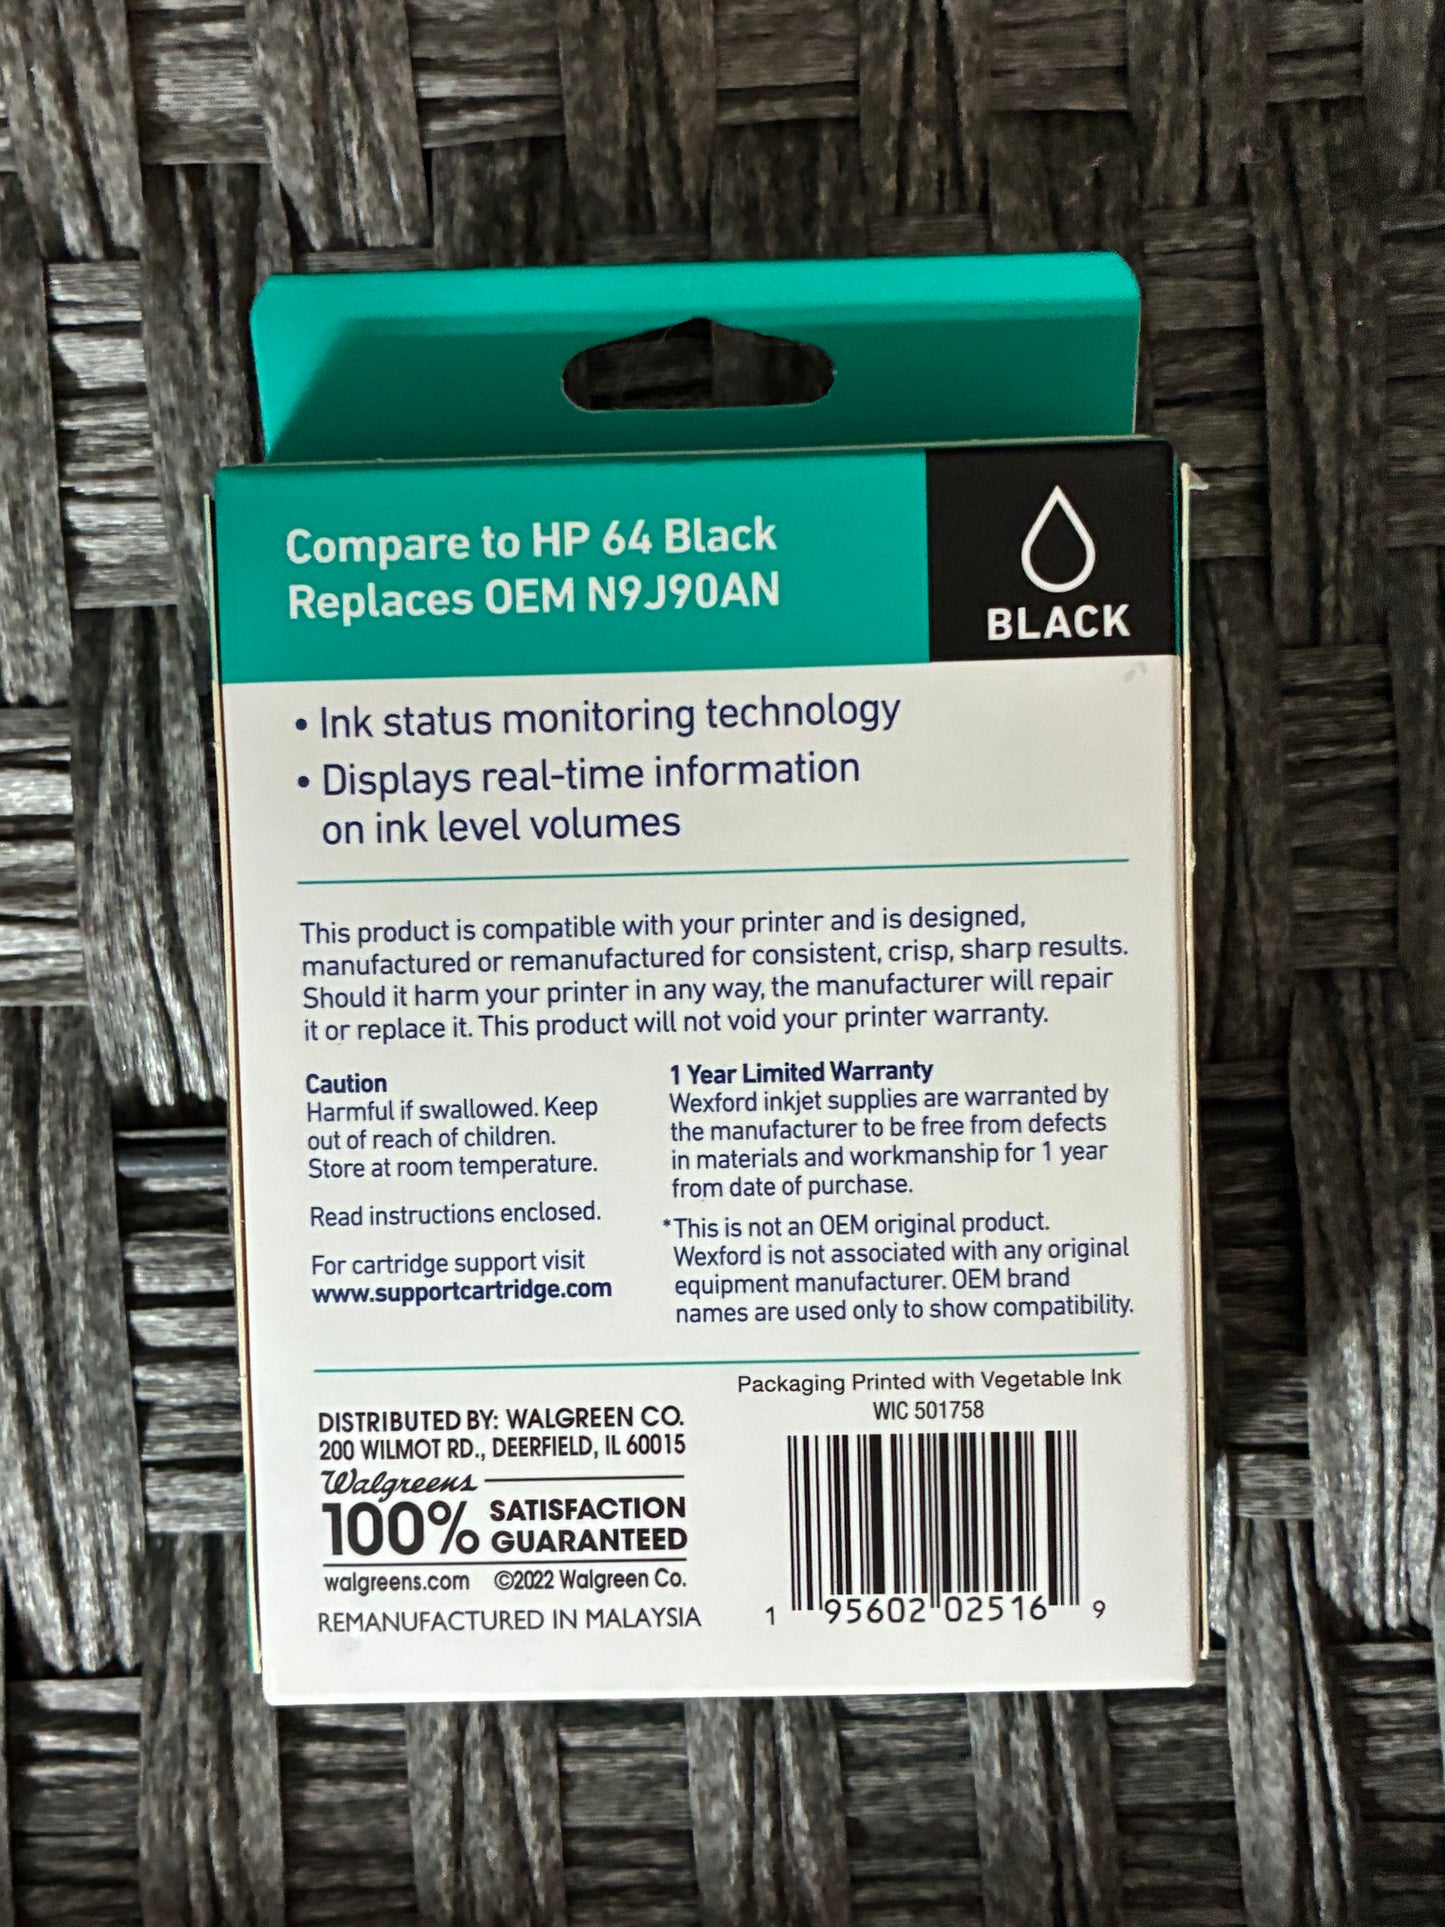 Compare to HP 64 Black
Replaces OEM N9J90AN
BLACK
• Ink status monitoring technology
• Displays real-time information
on ink level volumes
This product is compatible with your printer and is designed,
manufactured or remanufactured for consistent, crisp, sharp results.
Should it harm your printer in any way, the manufacturer will repair
it or replace it. This product will not void your printer warranty.
Caution
Harmful if swallowed. Keep
out of reach of children.
Store at room temperature.
Read instructions enclosed.
For cartridge support visit
www.supportcartridge.com
1 Year Limited Warranty
Wexford inkjet supplies are warranted by
the manufacturer to be free from defects
in materials and workmanship for 1 year
from date of purchase.
*This is not an OEM original product.
Wexford is not associated with any original
equipment manufacturer. OEM brand
names are used only to show compatibility.
DISTRIBUTED BY: WALGREEN CO.
200 WILMOT RD., DEERFIELD, IL 60015
Walgreens
100% SATISFACTION
GUARANTEED
walgreens.com ©2022 Walgreen Co.
REMANUFACTURED IN MALAYSIA
Packaging Printed with Vegetable Ink
WIC 501758
1 95602 02516 9